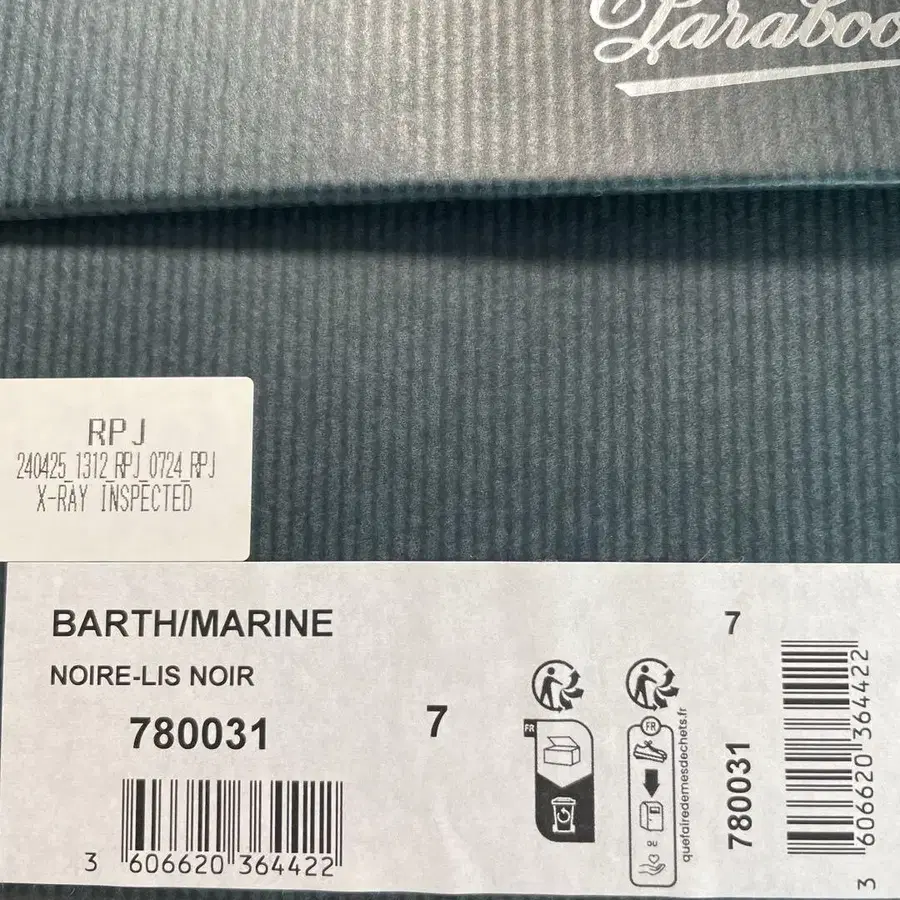 Paraboo
RPJ
240425_1312_RPJ_0724_RPJ
X-RAY INSPECTED
BARTH/MARINE
NOIRE-LIS NOIR
780031
7
3 606620 364422
FR
FR
quefairedemesdechets.fr
7
780031
3 606620 364422